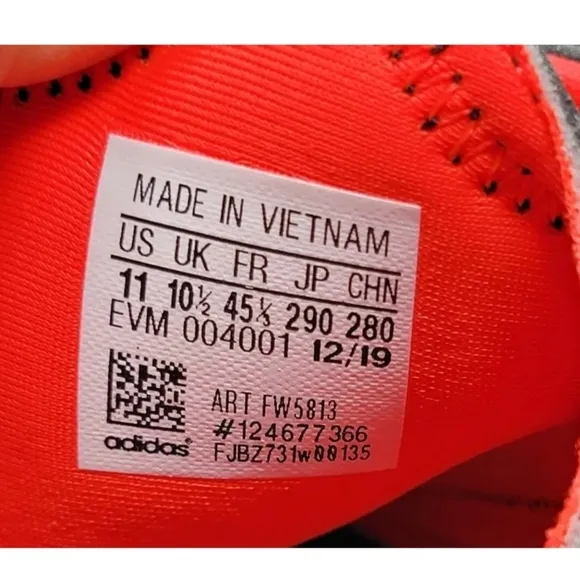 MADE IN VIETNAM
US UK FR JP CHN
11 10½ 45⅓ 290 280
EVM 004001 12/19
ART FW5813
#124677366
adidas FJBZ731w00135